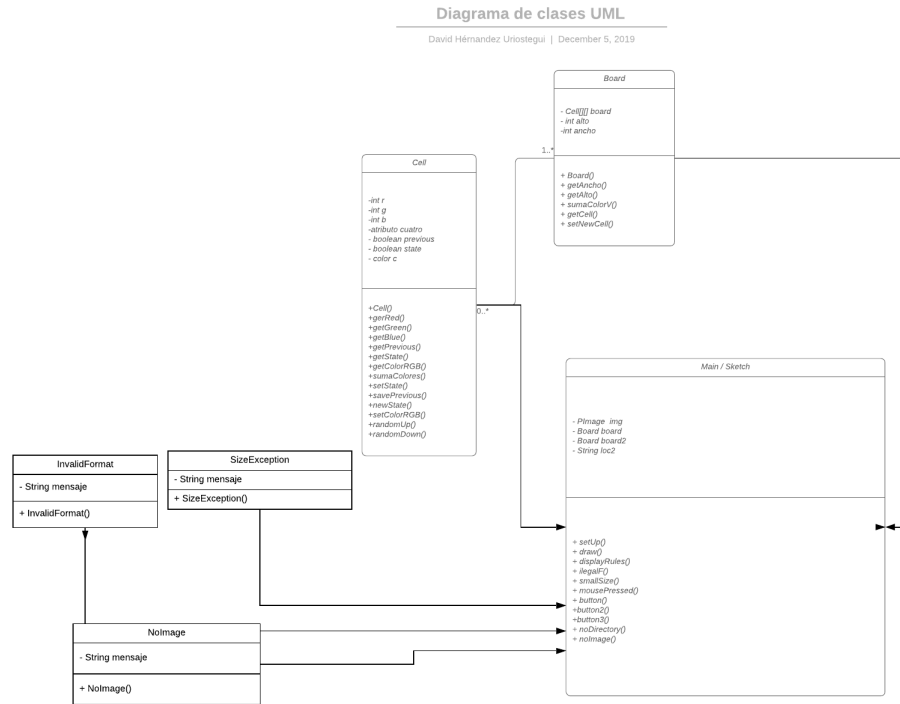 Diagrama de clases UML
David Hérnandez Uriostegui | December 5, 2019
Board
- Cell[][] board
- int alto
-int ancho
1..*
+ Board()
+ getAncho()
+ getAlto()
+ sumaColorV()
+ getCell()
+ setNewCell()
Cell
-int r
-int g
-int b
-atributo cuatro
- boolean previous
- boolean state
- color c
0..*
+Cell()
+gerRed()
+getGreen()
+getBlue()
+getPrevious()
+getState()
+getColorRGB()
+sumaColores()
+setState()
+savePrevious()
+newState()
+setColorRGB()
+randomUp()
+randomDown()
Main / Sketch
- PImage  img
- Board board
- Board board2
- String loc2
+ setUp()
+ draw()
+ displayRules()
+ ilegalF()
+ smallSize()
+ mousePressed()
+ button()
+button2()
+button3()
+ noDirectory()
+ noImage()
InvalidFormat
- String mensaje
+ InvalidFormat()
SizeException
- String mensaje
+ SizeException()
NoImage
- String mensaje
+ NoImage()